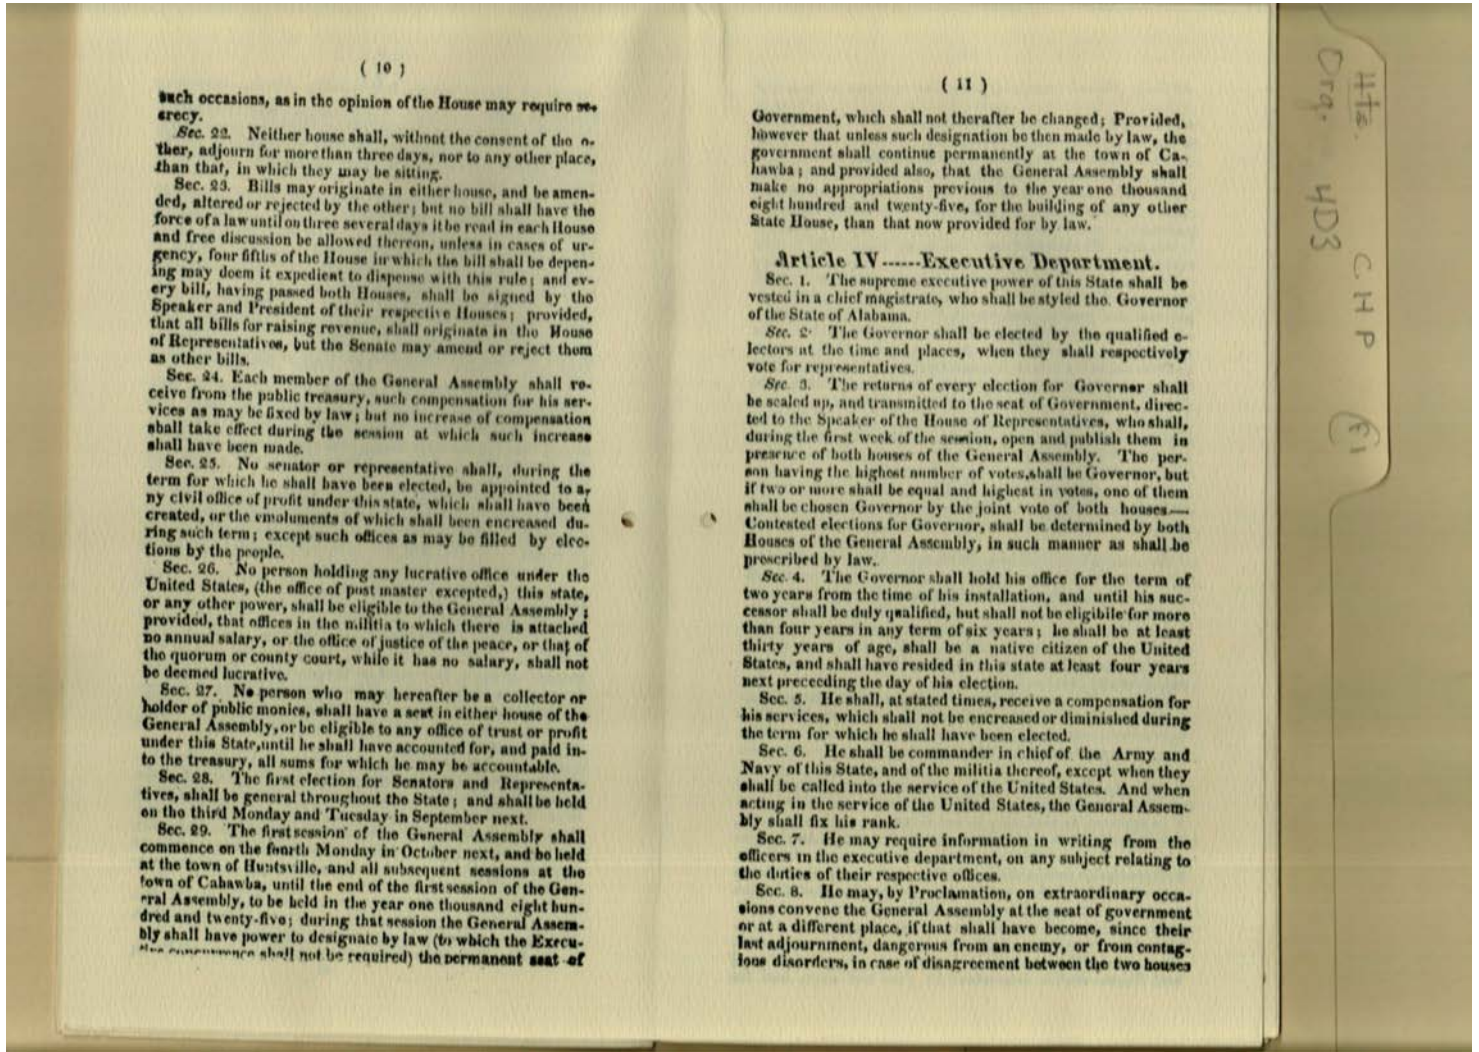 ( 10 )
such occasions, as in the opinion of the House may require se-
crecy.
Sec. 22. Neither house shall, without the consent of the o-
ther, adjourn for more than three days, nor to any other place,
than that, in which they may be sitting.
Sec. 23. Bills may originate in either house, and be amen-
ded, altered or rejected by the other; but no bill shall have the
force of a law until on three several days it be read in each House
and free discussion be allowed thereon, unless in cases of ur-
gency, four fifths of the House in which the bill shall be depen-
ing may deem it expedient to dispense with this rule; and ev-
ery bill, having passed both Houses, shall be signed by the
Speaker and President of their respective Houses; provided,
that all bills for raising revenue, shall originate in the House
of Representatives, but the Senate may amend or reject them
as other bills.
Sec. 24. Each member of the General Assembly shall re-
ceive from the public treasury, such compensation for his ser-
vices as may be fixed by law; but no increase of compensation
shall take effect during the session at which such increase
shall have been made.
Sec. 25. No senator or representative shall, during the
term for which he shall have been elected, be appointed to a-
ny civil office of profit under this state, which shall have been
created, or the emoluments of which shall been encreased du-
ring such term; except such offices as may be filled by elec-
tions by the people.
Sec. 26. No person holding any lucrative office under the
United States, (the office of post master excepted,) this state,
or any other power, shall be eligible to the General Assembly;
provided, that offices in the militia to which there is attached
no annual salary, or the office of justice of the peace, or that of
the quorum or county court, while it has no salary, shall not
be deemed lucrative.
Sec. 27. No person who may hereafter be a collector or
holder of public monies, shall have a seat in either house of the
General Assembly, or be eligible to any office of trust or profit
under this State, until he shall have accounted for, and paid in-
to the treasury, all sums for which he may be accountable.
Sec. 28. The first election for Senators and Representa-
tives, shall be general throughout the State; and shall be held
on the third Monday and Tuesday in September next.
Sec. 29. The first session of the General Assembly shall
commence on the fourth Monday in October next, and be held
at the town of Huntsville, and all subsequent sessions at the
town of Cahawba, until the end of the first session of the Gen-
eral Assembly, to be held in the year one thousand eight hun-
dred and twenty-five; during that session the General Assem-
bly shall have power to designate by law (to which the Execu-
tive concurrence shall not be required) the permanent seat of
( 11 )
Government, which shall not therafter be changed; Provided,
however that unless such designation be then made by law, the
government shall continue permanently at the town of Ca-
hawba; and provided also, that the General Assembly shall
make no appropriations previous to the year one thousand
eight hundred and twenty-five, for the building of any other
State House, than that now provided for by law.
Article IV------Executive Department.
Sec. 1. The supreme executive power of this State shall be
vested in a chief magistrate, who shall be styled the. Governor
of the State of Alabama.
Sec. 2. The Governor shall be elected by the qualified e-
lectors at the time and places, when they shall respectively
vote for representatives.
Sec. 3. The returns of every election for Governor shall
be sealed up, and transmitted to the seat of Government, direc-
ted to the Speaker of the House of Representatives, who shall,
during the first week of the session, open and publish them in
presence of both houses of the General Assembly. The per-
son having the highest number of votes, shall be Governor, but
if two or more shall be equal and highest in votes, one of them
shall be chosen Governor by the joint vote of both houses—
Contested elections for Governor, shall be determined by both
Houses of the General Assembly, in such manner as shall be
prescribed by law.
Sec. 4. The Governor shall hold his office for the term of
two years from the time of his installation, and until his suc-
cessor shall be duly qualified, but shall not be eligibile for more
than four years in any term of six years; he shall be at least
thirty years of age, shall be a native citizen of the United
States, and shall have resided in this state at least four years
next preceeding the day of his election.
Sec. 5. He shall, at stated times, receive a compensation for
his services, which shall not be encreased or diminished during
the term for which he shall have been elected.
Sec. 6. He shall be commander in chief of the Army and
Navy of this State, and of the militia thereof, except when they
shall be called into the service of the United States. And when
acting in the service of the United States, the General Assem-
bly shall fix his rank.
Sec. 7. He may require information in writing from the
officers in the executive department, on any subject relating to
the duties of their respective offices.
Sec. 8. He may, by Proclamation, on extraordinary occa-
sions convene the General Assembly at the seat of government
or at a different place, if that shall have become, since their
last adjournment, dangerous from an enemy, or from contag-
ious disorders, in case of disagreement between the two houses
Hts. CHP F1
Org. 4D3